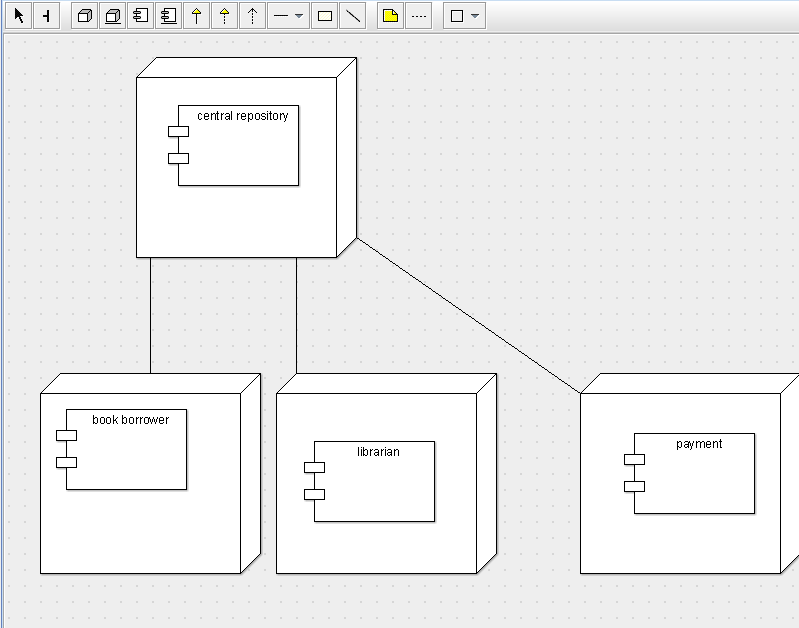 central repository
book borrower
librarian
payment